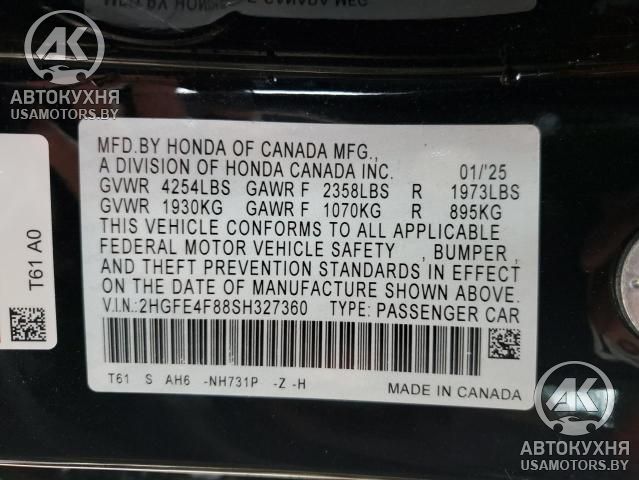 АВТОКУХНЯ
USAMOTORS.BY
MFD.BY HONDA OF CANADA MFG.,
A DIVISION OF HONDA CANADA INC. 01/'25
GVWR 4254LBS GAWR F 2358LBS R 1973LBS
GVWR 1930KG GAWR F 1070KG R 895KG
THIS VEHICLE CONFORMS TO ALL APPLICABLE
FEDERAL MOTOR VEHICLE SAFETY , BUMPER ,
AND THEFT PREVENTION STANDARDS IN EFFECT
ON THE DATE OF MANUFACTURE SHOWN ABOVE.
V.I.N.:2HGFE4F88SH327360 TYPE: PASSENGER CAR
T61 S AH6 -NH731P -Z -H
MADE IN CANADA
T61 A0
АК
АВТОКУХНЯ
USAMOTORS.BY